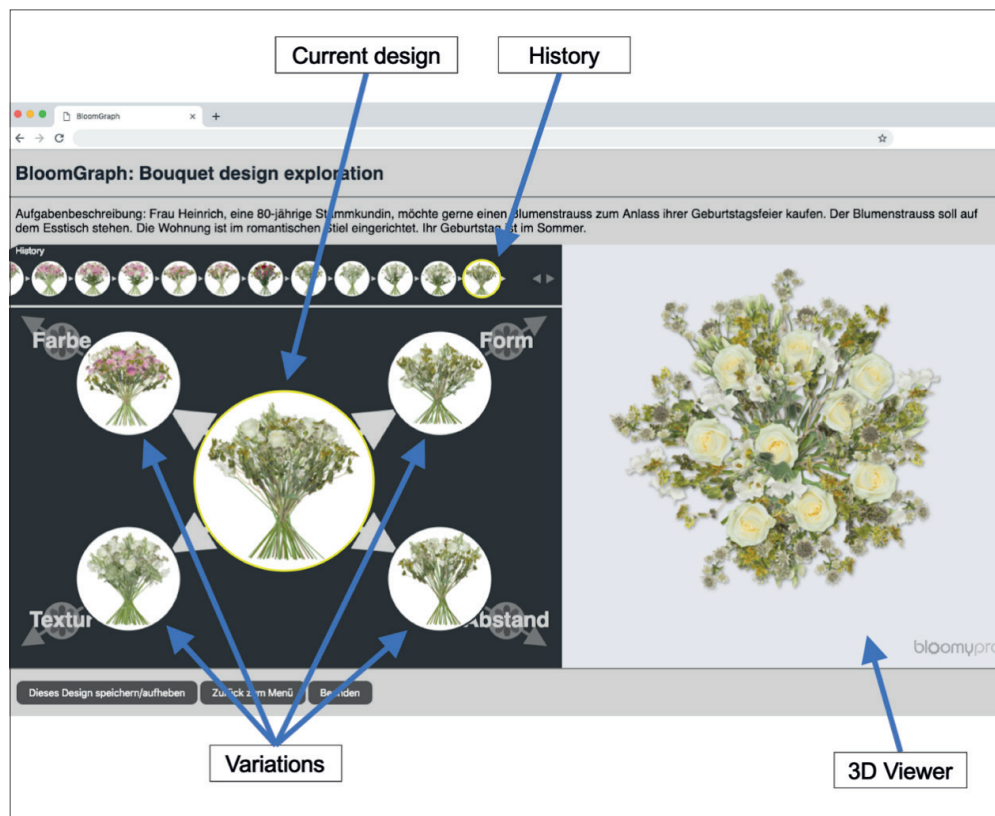 Current design
History
BloomGraph
BloomGraph: Bouquet design exploration
Aufgabenbeschreibung: Frau Heinrich, eine 80-jährige Stammkundin, möchte gerne einen Blumenstrauss zum Anlass ihrer Geburtstagsfeier kaufen. Der Blumenstrauss soll auf
dem Esstisch stehen. Die Wohnung ist im romantischen Stiel eingerichtet. Ihr Geburtstag ist im Sommer.
History
Farbe
Form
Textur
Abstand
bloomypro
Dieses Design speichern/aufheben
Zurück zum Menü
Beenden
Variations
3D Viewer